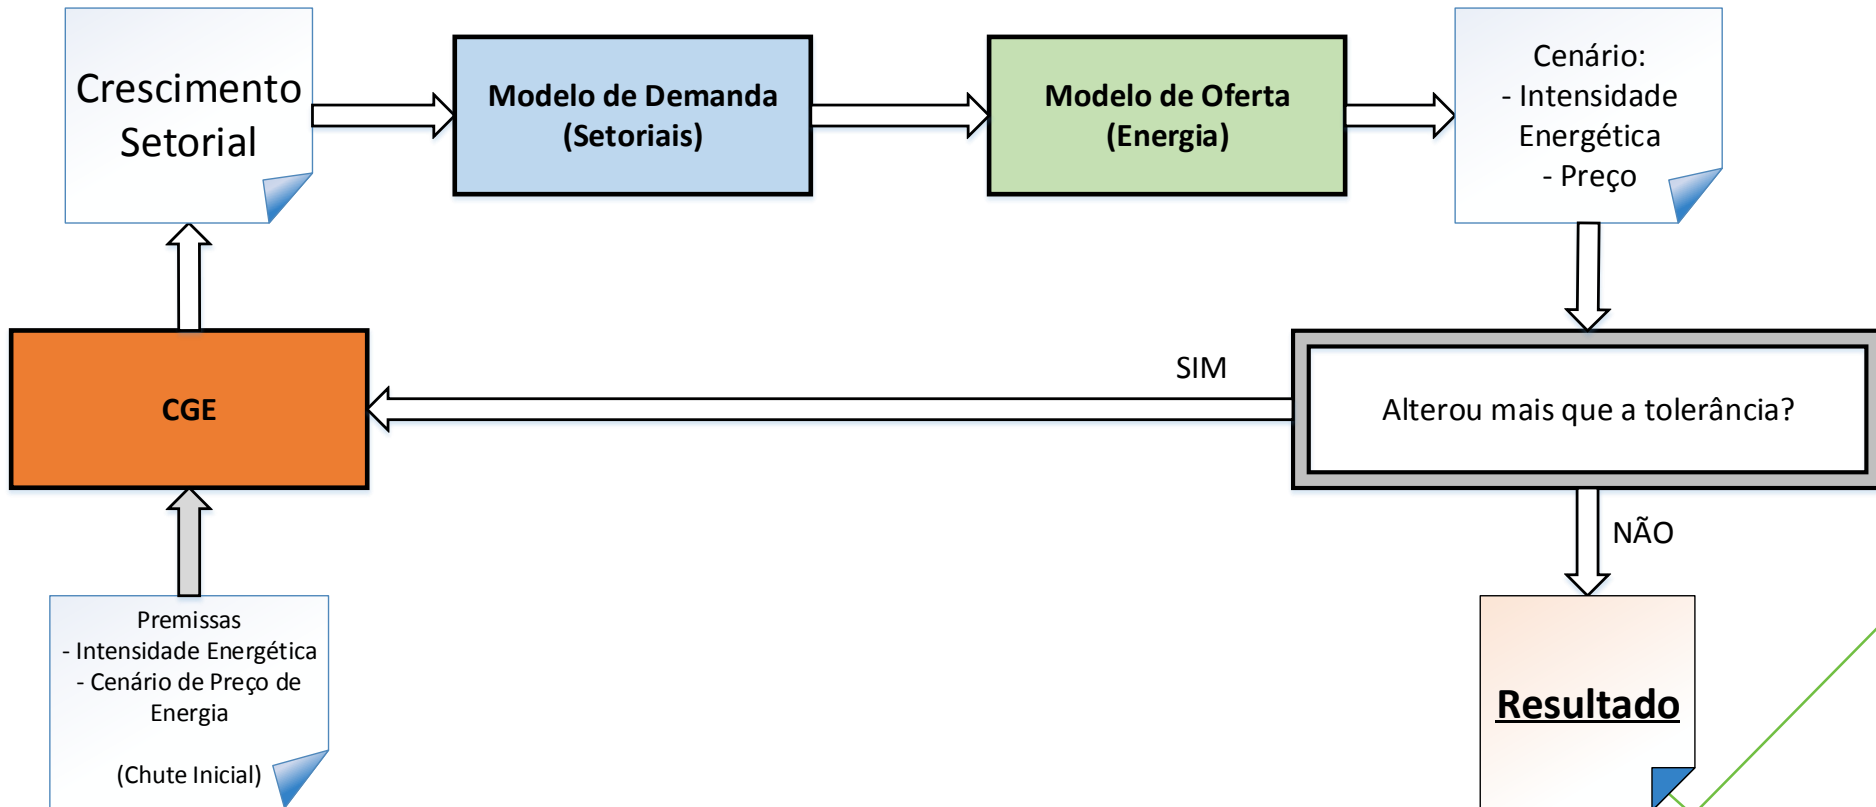 Crescimento
Setorial
Modelo de Demanda
(Setoriais)
Modelo de Oferta
(Energia)
Cenário:
- Intensidade
Energética
- Preço
CGE
SIM
Alterou mais que a tolerância?
NÃO
Premissas
- Intensidade Energética
- Cenário de Preço de
Energia
(Chute Inicial)
Resultado